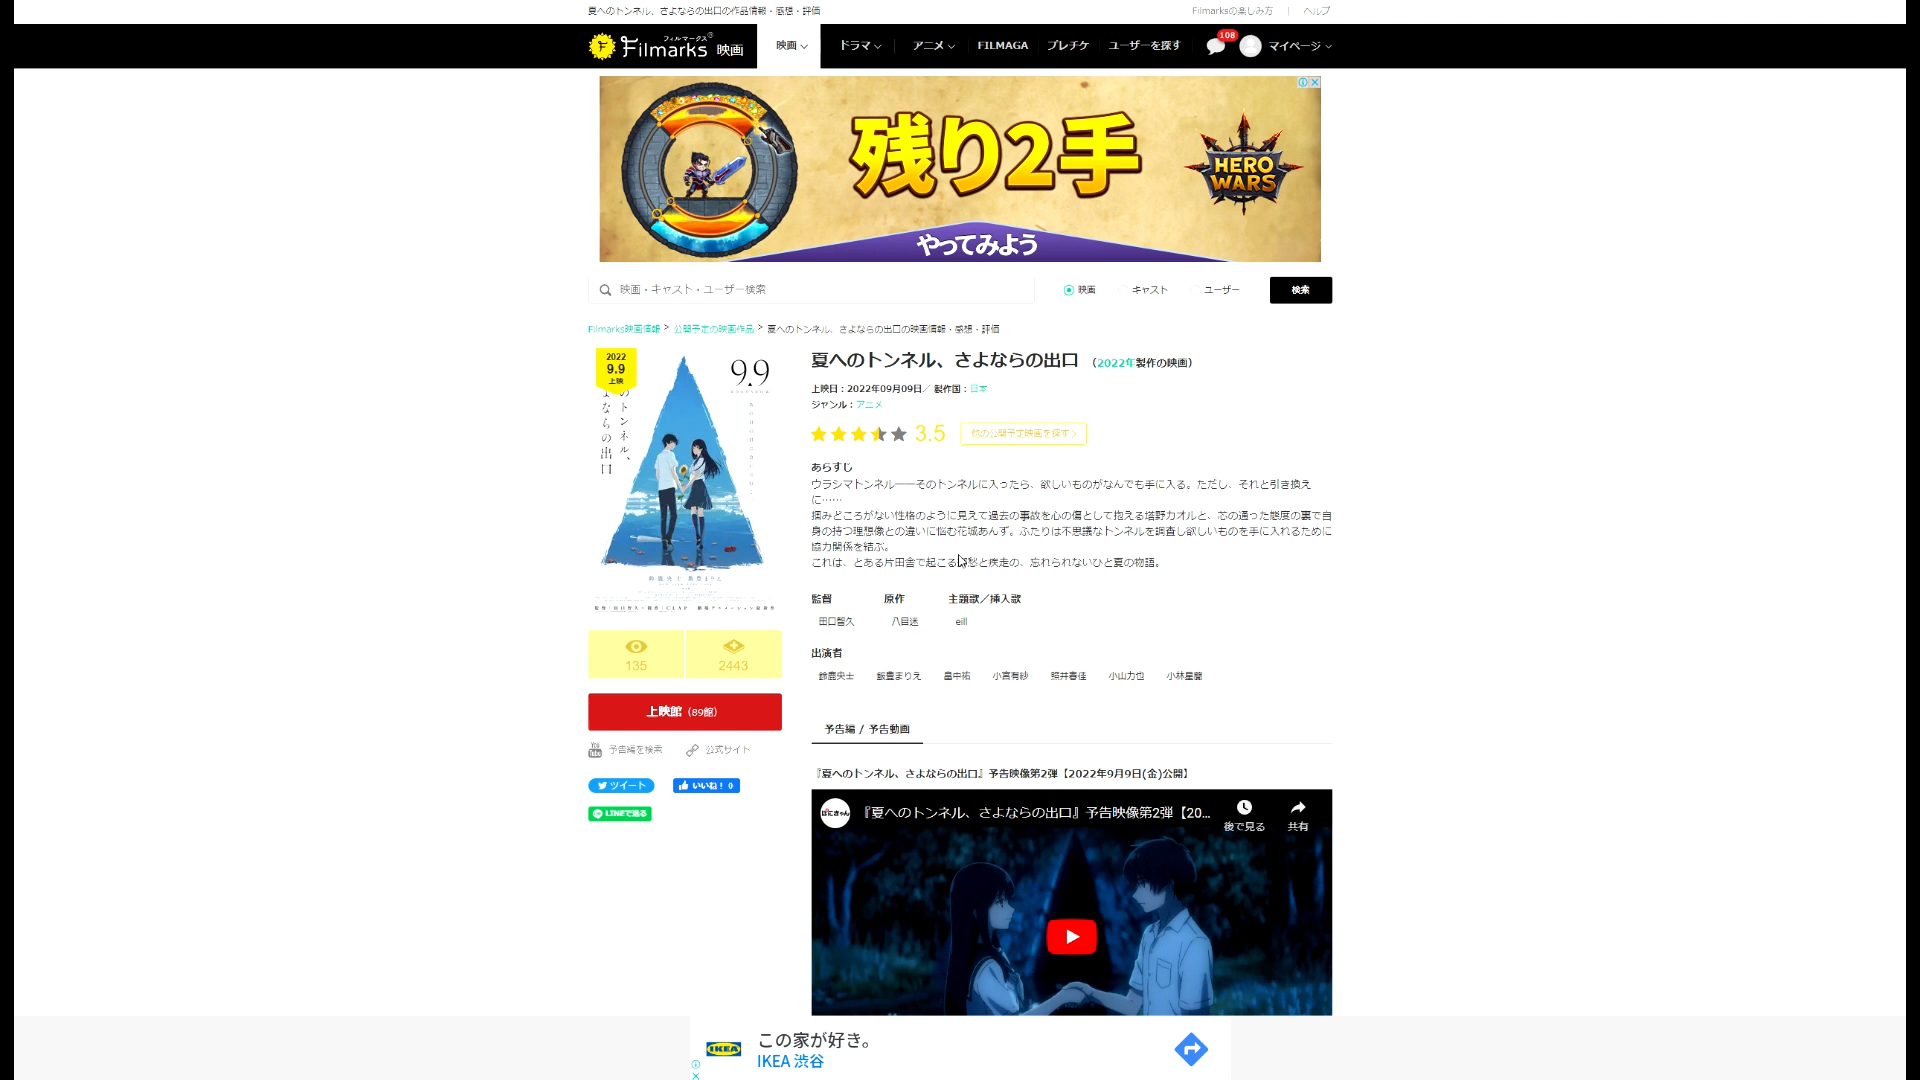 夏へのトンネル、さよならの出口の作品情報・感想・評価
Filmarksの楽しみ方 | ヘルプ
フィルマークス
Filmarks 映画
映画 ドラマ アニメ FILMAGA プレチケ ユーザーを探す 108 マイページ
残り2手
HERO WARS
やってみよう
映画・キャスト・ユーザー検索 映画 キャスト ユーザー 検索
Filmarks映画情報 > 公開予定の映画作品 > 夏へのトンネル、さよならの出口の映画情報・感想・評価
2022
9.9
上映
9.9
のトンネル、
よならの出口
夏へのトンネル、さよならの出口 (2022年製作の映画)
上映日:2022年09月09日/ 製作国:日本
ジャンル:アニメ
3.5 他の公開予定映画を探す
あらすじ
ウラシマトンネル――そのトンネルに入ったら、欲しいものがなんでも手に入る。ただし、それと引き換え
に……
掴みどころがない性格のように見えて過去の事故を心の傷として抱える塔野カオルと、芯の通った態度の裏で自
身の持つ理想像との違いに悩む花城あんず。ふたりは不思議なトンネルを調査し欲しいものを手に入れるために
協力関係を結ぶ。
これは、とある片田舎で起こる 愁と疾走の、忘れられないひと夏の物語。
監督 原作 主題歌/挿入歌
田口智久 八目迷 eill
出演者
鈴鹿央士 飯豊まりえ 畠中祐 小宮有紗 照井春佳 小山力也 小林星蘭
135 2443
上映館 (89館)
You Tube 予告編を検索 公式サイト
ツイート いいね! 0
LINEで送る
予告編 / 予告動画
『夏へのトンネル、さよならの出口』予告映像第2弾【2022年9月9日(金)公開】
ぽにきゃん 『夏へのトンネル、さよならの出口』予告映像第2弾【20... 後で見る 共有
IKEA この家が好き。
IKEA 渋谷